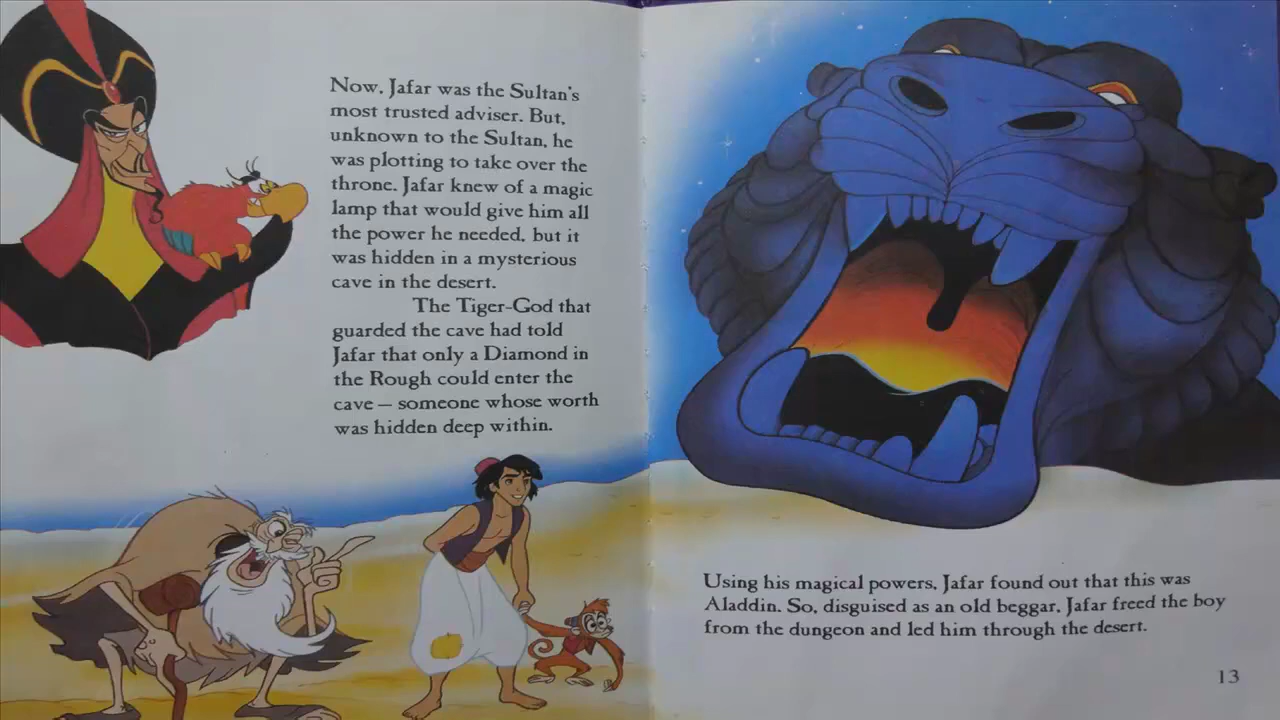 Now, Jafar was the Sultan's
most trusted adviser. But,
unknown to the Sultan, he
was plotting to take over the
throne. Jafar knew of a magic
lamp that would give him all
the power he needed, but it
was hidden in a mysterious
cave in the desert.
The Tiger-God that
guarded the cave had told
Jafar that only a Diamond in
the Rough could enter the
cave — someone whose worth
was hidden deep within.
Using his magical powers, Jafar found out that this was
Aladdin. So, disguised as an old beggar, Jafar freed the boy
from the dungeon and led him through the desert.
13